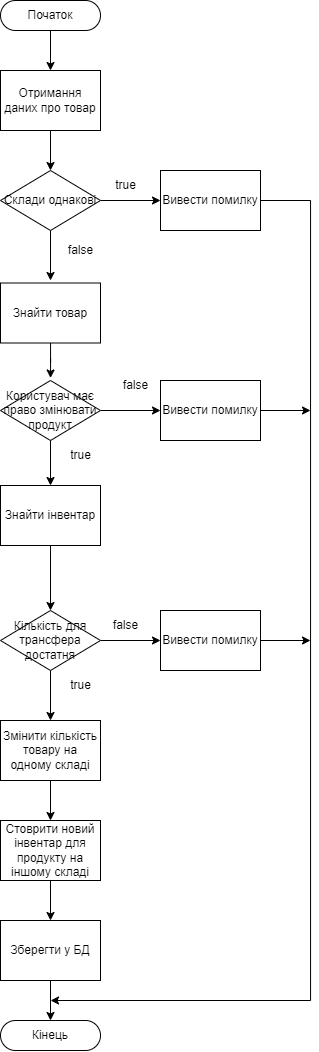 Початок
Отримання
даних про товар
true
Склади однакові
Вивести помилку
false
Знайти товар
false
Користувач має
право змінювати
продукт
Вивести помилку
true
Знайти інвентар
false
Кількість для
трансфера
достатня
Вивести помилку
true
Змінити кількість
товару на
одному складі
Стоврити новий
інвентар для
продукту на
іншому складі
Зберегти у БД
Кінець